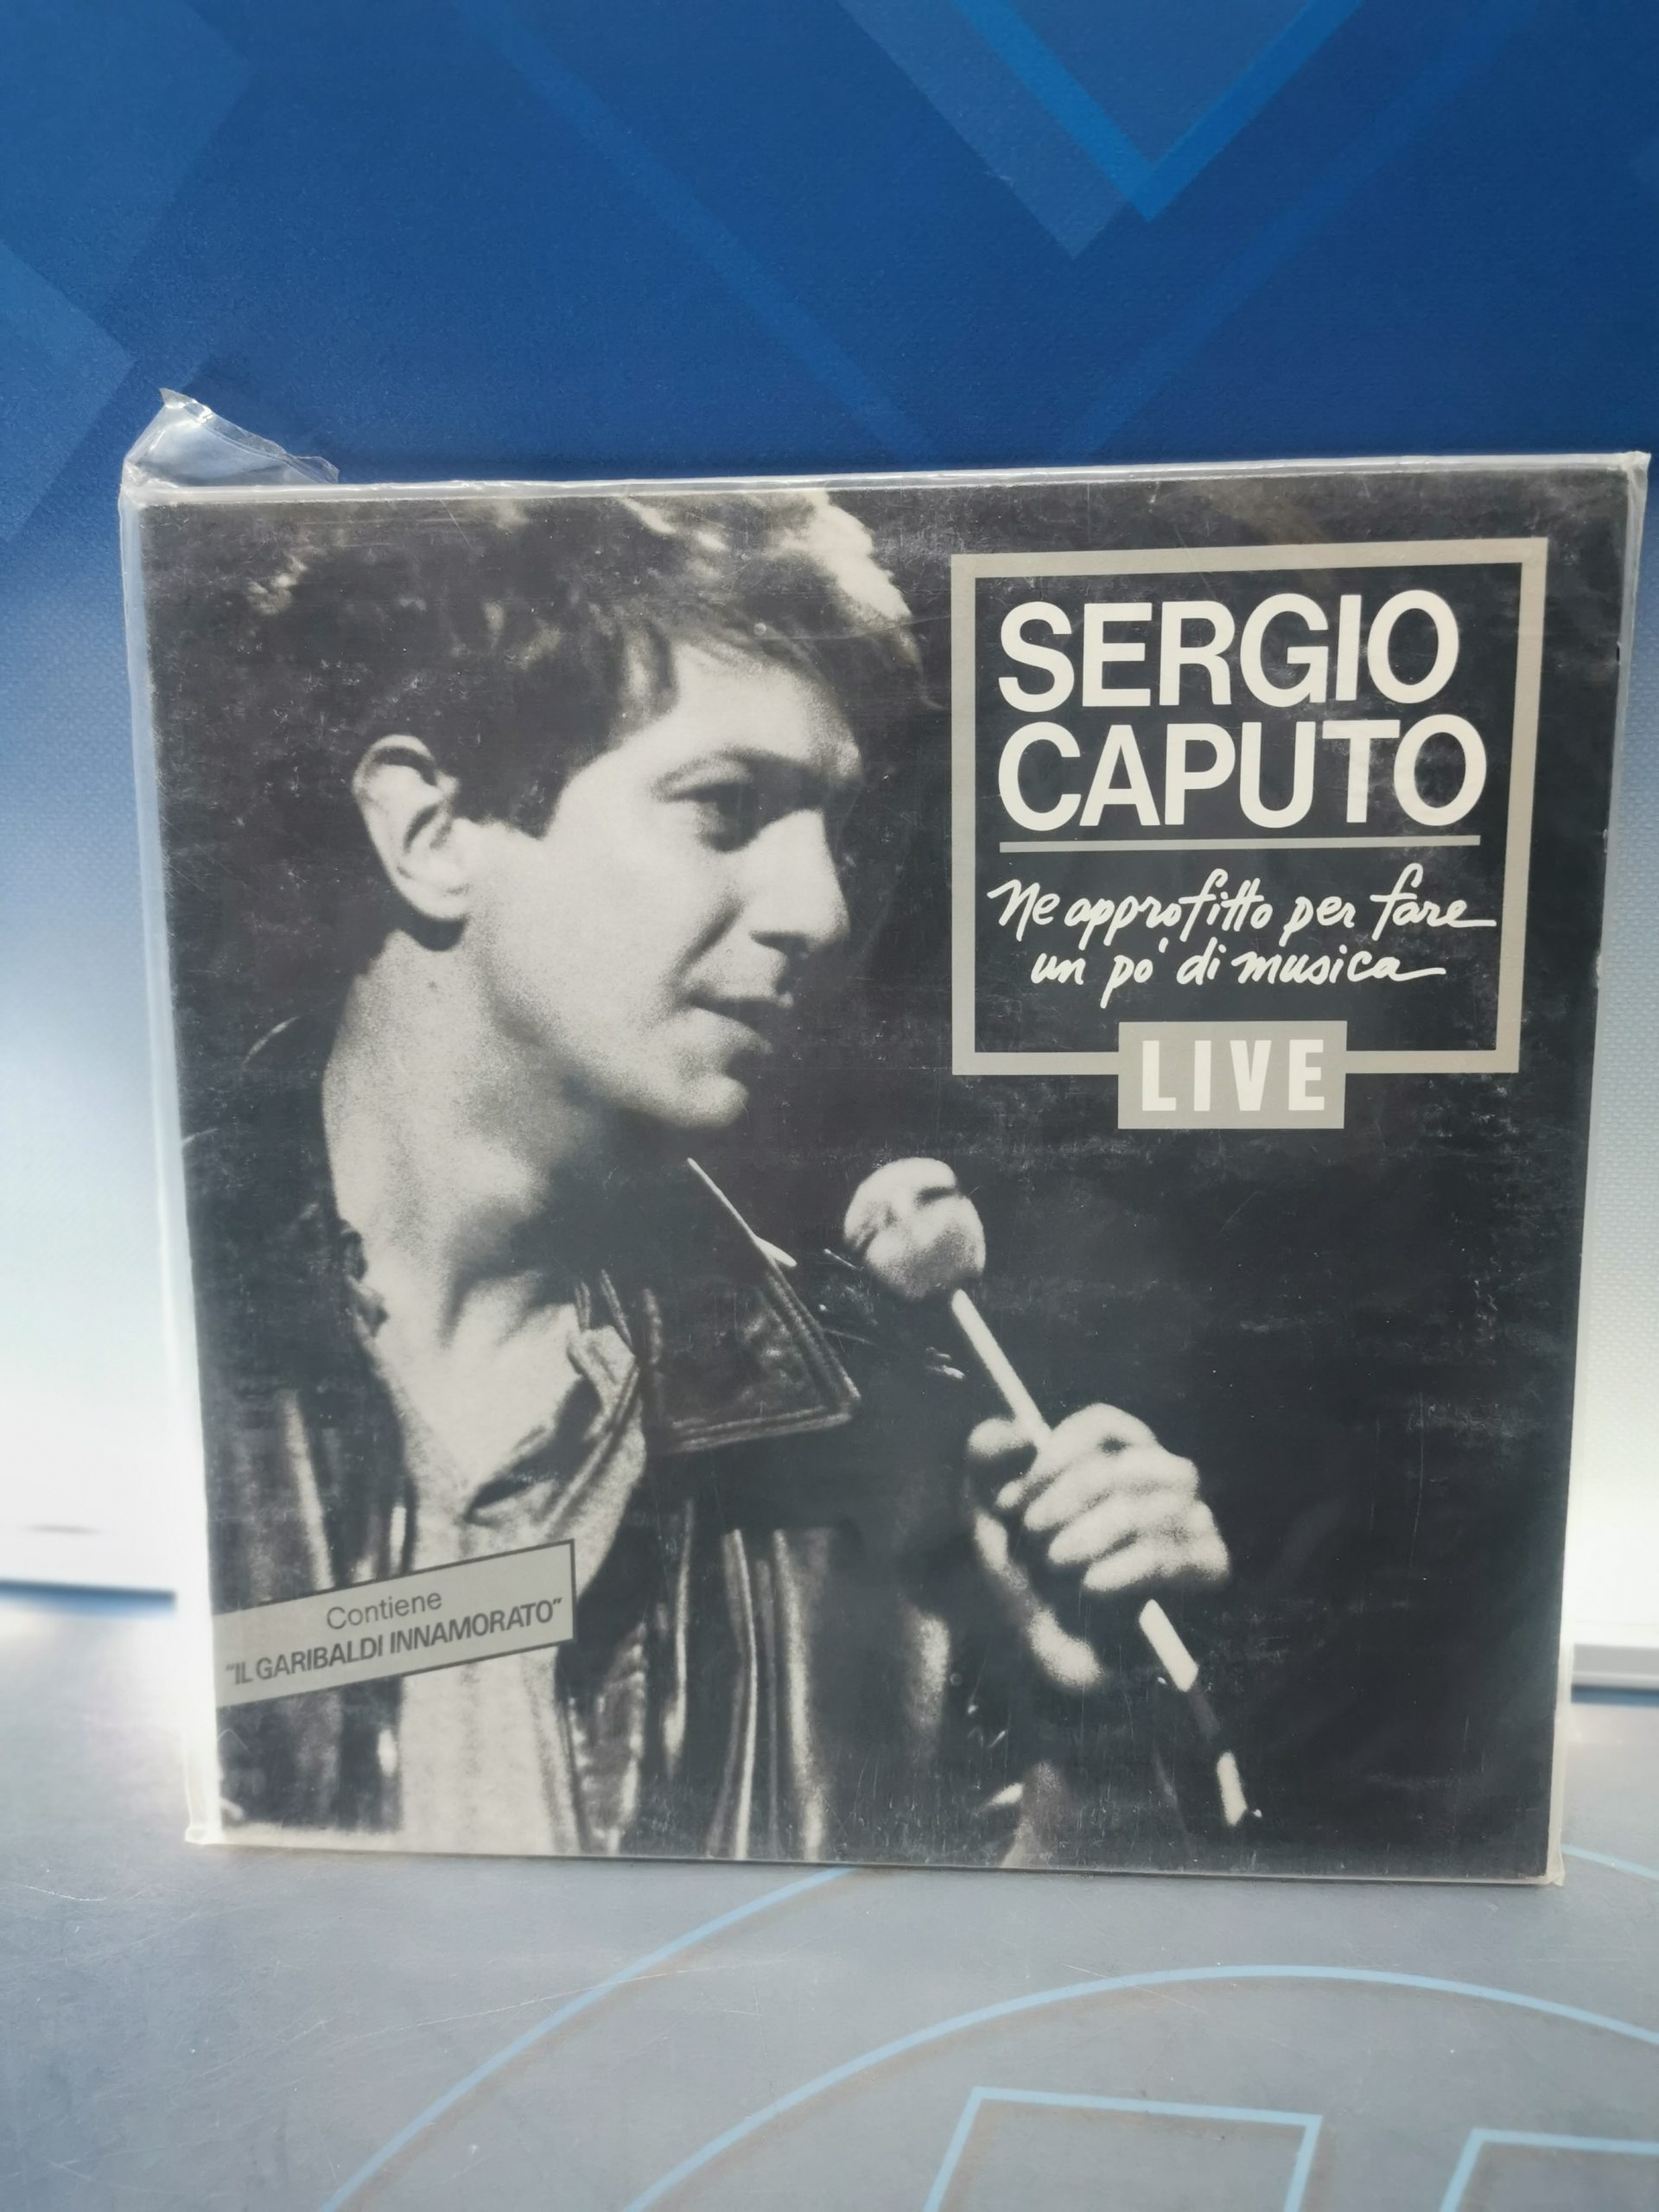 SERGIO
CAPUTO
Ne approfitto per fare
un po' di musica
LIVE
Contiene
"IL GARIBALDI INNAMORATO"